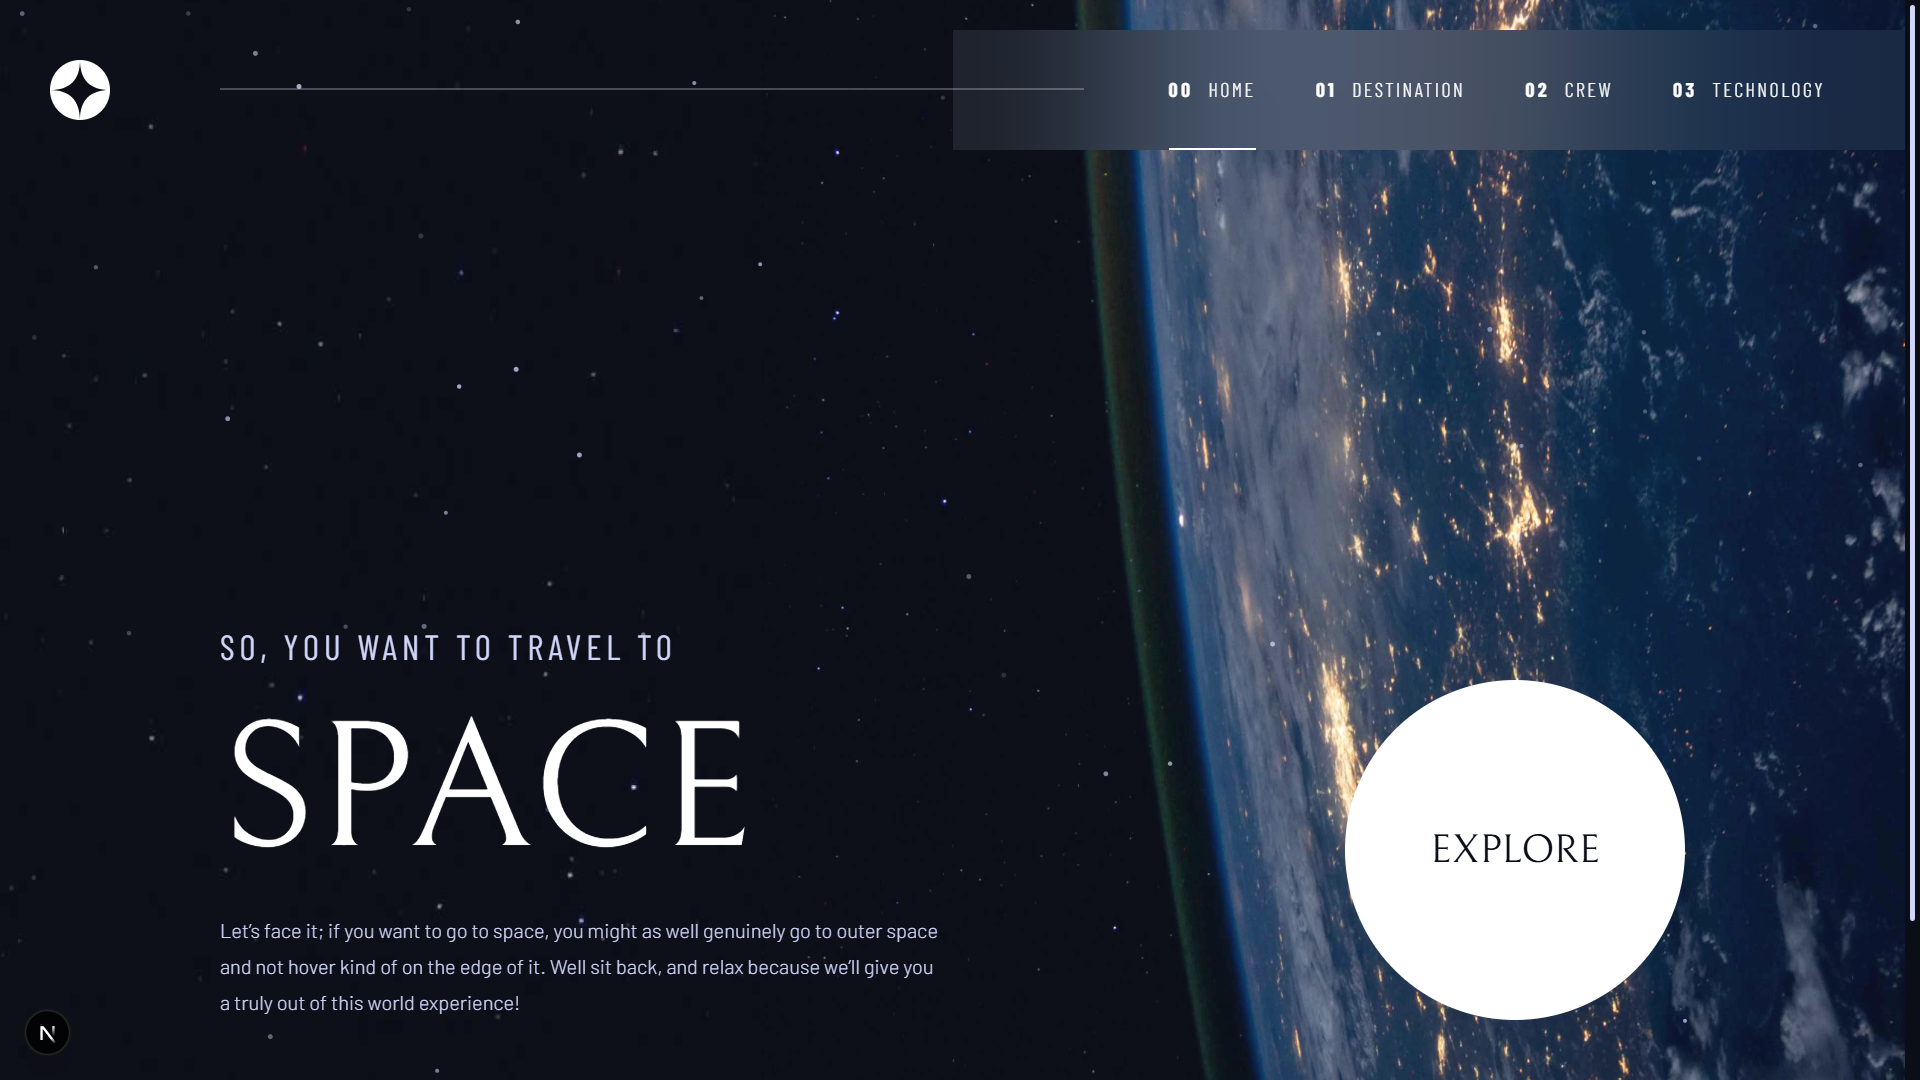 00 HOME 01 DESTINATION 02 CREW 03 TECHNOLOGY
SO, YOU WANT TO TRAVEL TO
SPACE
Let’s face it; if you want to go to space, you might as well genuinely go to outer space
and not hover kind of on the edge of it. Well sit back, and relax because we’ll give you
a truly out of this world experience!
EXPLORE
N